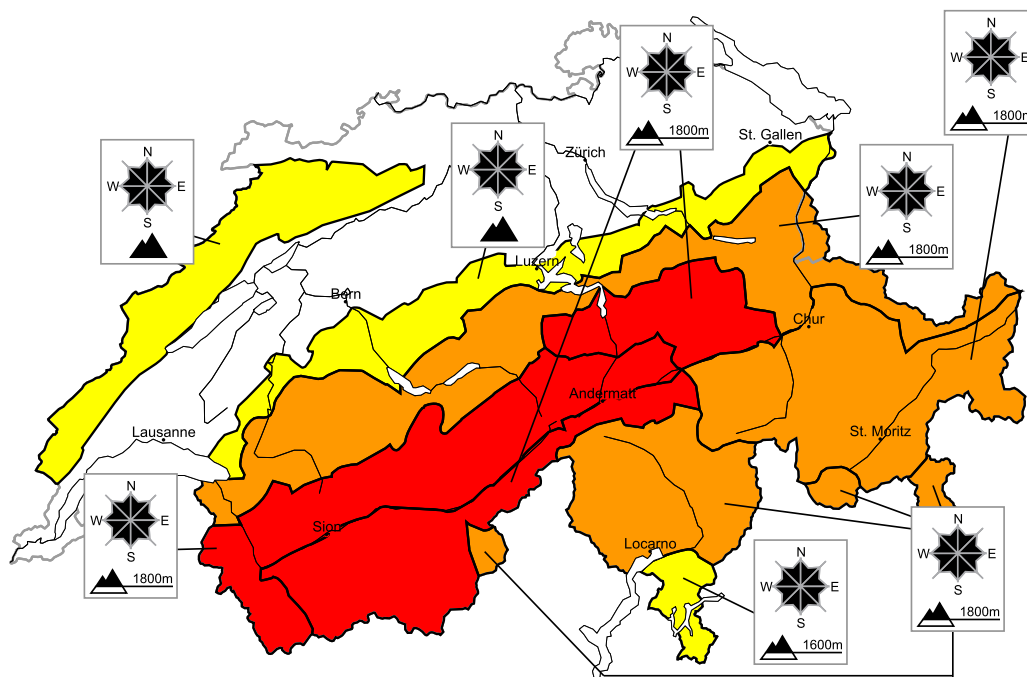 N
W E
S
1800m
N
W E
S
1800m
St. Gallen
Zürich
N
W E
S
N
W E
S
N
W E
S
1800m
Luzern
Bern
Chur
Andermatt
Lausanne
St. Moritz
Sion
N
W E
S
1800m
Locarno
N
W E
S
1800m
N
W E
S
1600m